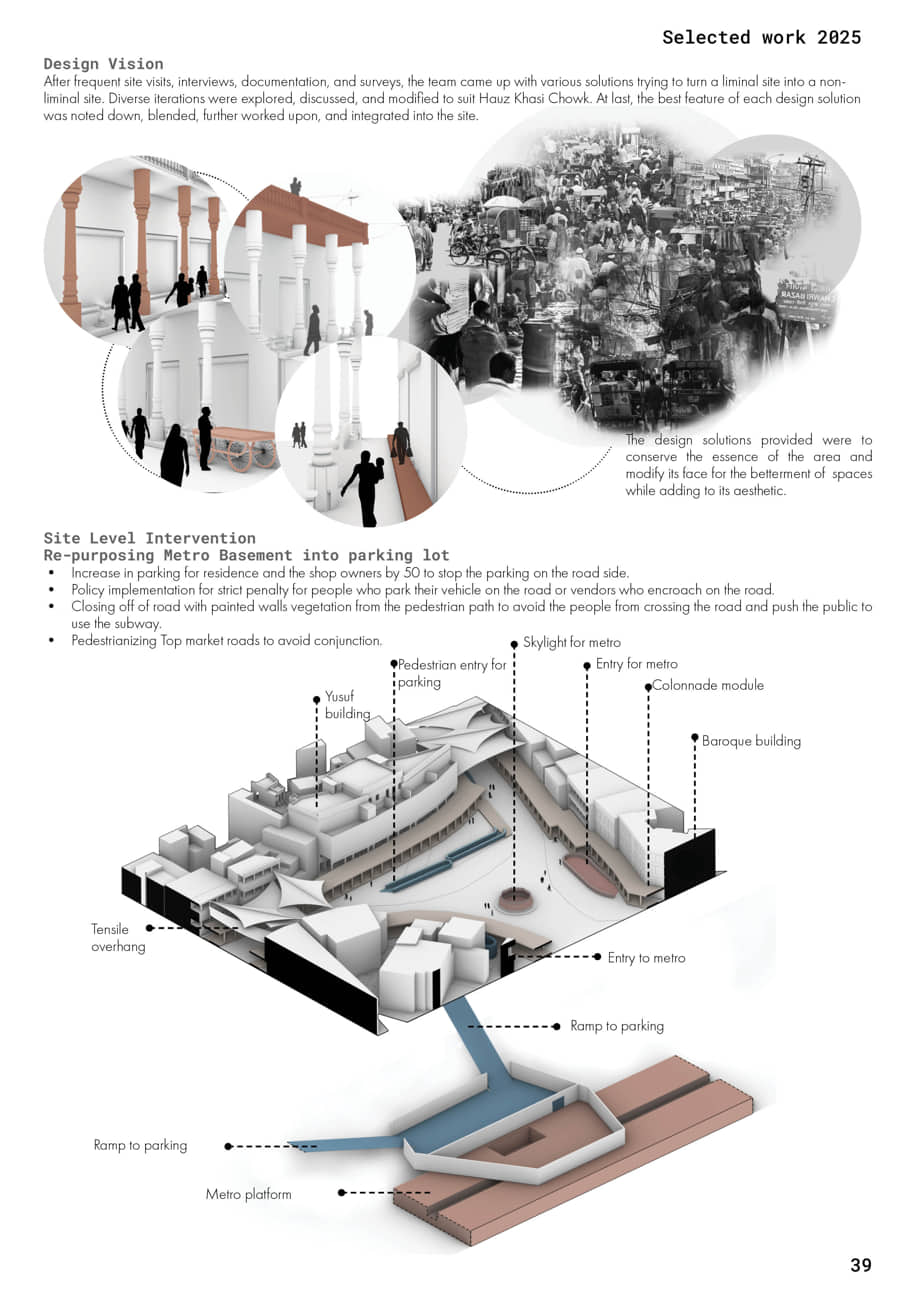 Selected work 2025
Design Vision
After frequent site visits, interviews, documentation, and surveys, the team came up with various solutions trying to turn a liminal site into a non-
liminal site. Diverse iterations were explored, discussed, and modified to suit Hauz Khasi Chowk. At last, the best feature of each design solution
was noted down, blended, further worked upon, and integrated into the site.
The design solutions provided were to
conserve the essence of the area and
modify its face for the betterment of spaces
while adding to its aesthetic.
Site Level Intervention
Re-purposing Metro Basement into parking lot
• Increase in parking for residence and the shop owners by 50 to stop the parking on the road side.
• Policy implementation for strict penalty for people who park their vehicle on the road or vendors who encroach on the road.
• Closing off of road with painted walls vegetation from the pedestrian path to avoid the people from crossing the road and push the public to
use the subway.
• Pedestrianizing Top market roads to avoid conjunction.
Skylight for metro
Pedestrian entry for
parking
Entry for metro
Colonnade module
Yusuf
building
Baroque building
Tensile
overhang
Entry to metro
Ramp to parking
Ramp to parking
Metro platform
39